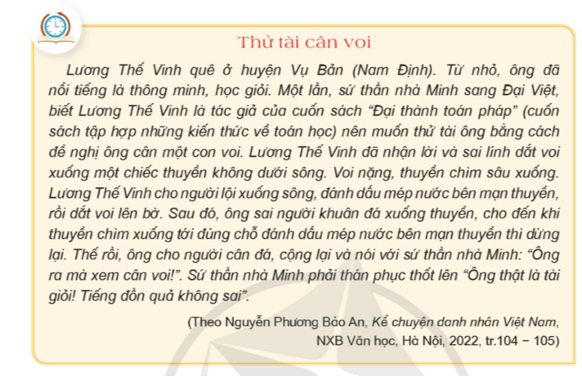 Thử tài cân voi
Lương Thế Vinh quê ở huyện Vụ Bản (Nam Định). Từ nhỏ, ông đã
nổi tiếng là thông minh, học giỏi. Một lần, sứ thần nhà Minh sang Đại Việt,
biết Lương Thế Vinh là tác giả của cuốn sách “Đại thành toán pháp” (cuốn
sách tập hợp những kiến thức về toán học) nên muốn thử tài ông bằng cách
đề nghị ông cân một con voi. Lương Thế Vinh đã nhận lời và sai lính dắt voi
xuống một chiếc thuyền không dưới sông. Voi nặng, thuyền chìm sâu xuống.
Lương Thế Vinh cho người lội xuống sông, đánh dấu mép nước bên mạn thuyền,
rồi dắt voi lên bờ. Sau đó, ông sai người khuân đá xuống thuyền, cho đến khi
thuyền chìm xuống tới đúng chỗ đánh dấu mép nước bên mạn thuyền thì dừng
lại. Thế rồi, ông cho người cân đá, cộng lại và nói với sứ thần nhà Minh: “Ông
ra mà xem cân voi!”. Sứ thần nhà Minh phải thán phục thốt lên “Ông thật là tài
giỏi! Tiếng đồn quả không sai”.
(Theo Nguyễn Phương Bảo An, Kể chuyện danh nhân Việt Nam,
NXB Văn học, Hà Nội, 2022, tr.104 – 105)